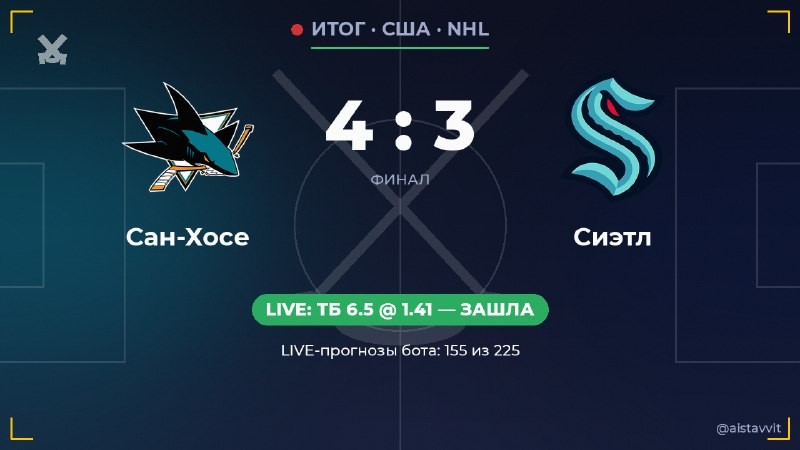 ИТОГ · США · NHL
4 : 3
ФИНАЛ
Сан-Хосе
Сиэтл
LIVE: ТБ 6.5 @ 1.41 — ЗАШЛА
LIVE-прогнозы бота: 155 из 225
@aistavvit